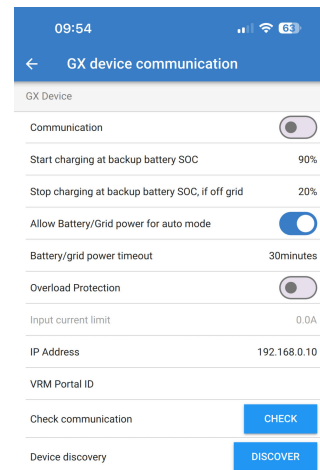 09:54
63
GX device communication
GX Device
Communication
Start charging at backup battery SOC 90%
Stop charging at backup battery SOC, if off grid 20%
Allow Battery/Grid power for auto mode
Battery/grid power timeout 30minutes
Overload Protection
Input current limit 0.0A
IP Address 192.168.0.10
VRM Portal ID
Check communication CHECK
Device discovery DISCOVER